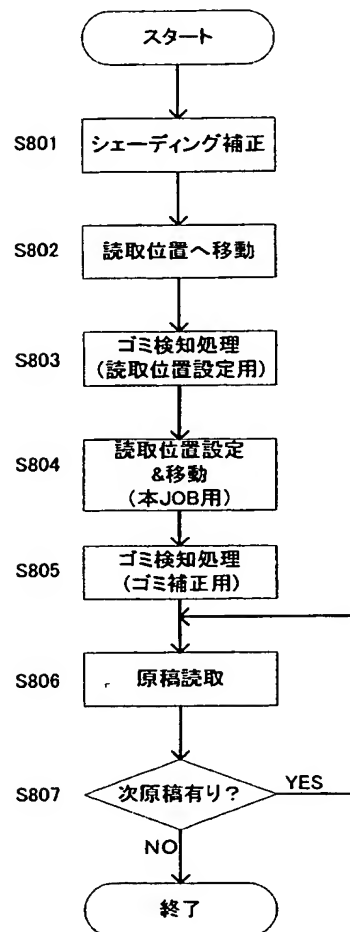 スタート
S801
シェーディング補正
S802
読取位置へ移動
S803
ゴミ検知処理
(読取位置設定用)
S804
読取位置設定
&移動
(本JOB用)
S805
ゴミ検知処理
(ゴミ補正用)
S806
原稿読取
S807
次原稿有り?
YES
NO
終了